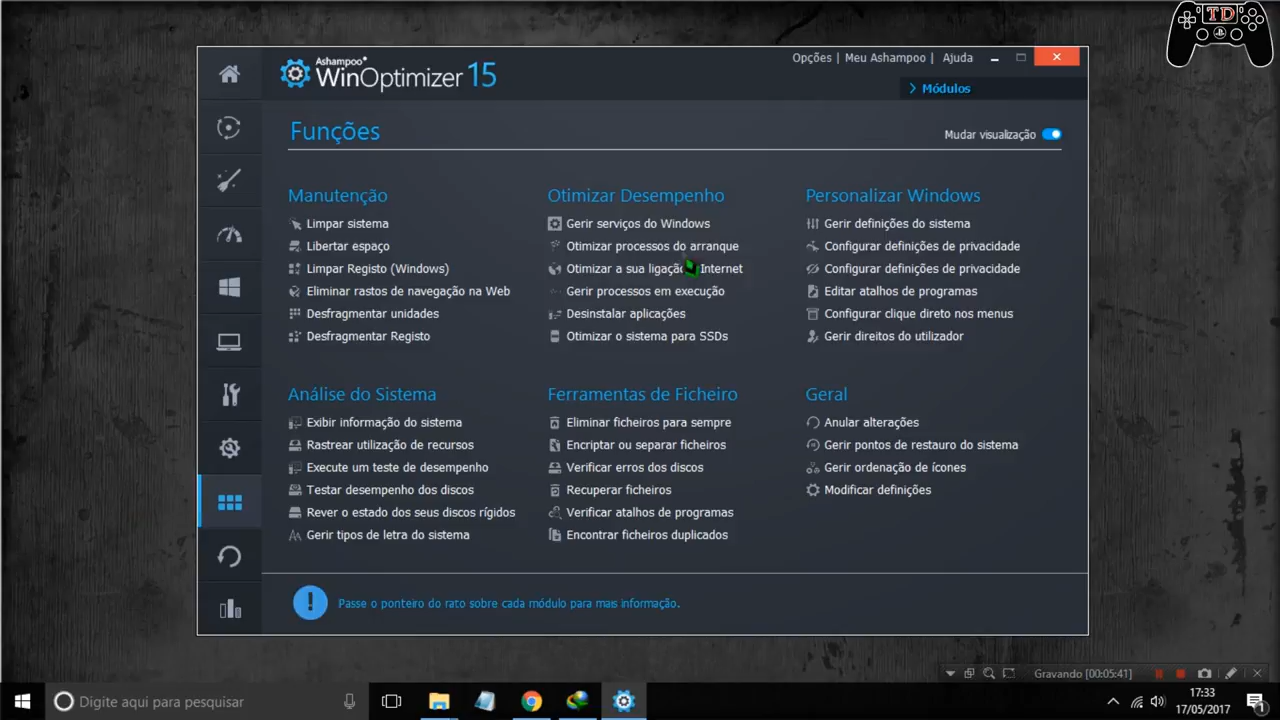 TD
Ashampoo®
WinOptimizer 15
Opções | Meu Ashampoo | Ajuda
Módulos
Funções
Mudar visualização
Manutenção
Limpar sistema
Libertar espaço
Limpar Registo (Windows)
Eliminar rastos de navegação na Web
Desfragmentar unidades
Desfragmentar Registo
Otimizar Desempenho
Gerir serviços do Windows
Otimizar processos do arranque
Otimizar a sua ligação Internet
Gerir processos em execução
Desinstalar aplicações
Otimizar o sistema para SSDs
Personalizar Windows
Gerir definições do sistema
Configurar definições de privacidade
Configurar definições de privacidade
Editar atalhos de programas
Configurar clique direto nos menus
Gerir direitos do utilizador
Análise do Sistema
Exibir informação do sistema
Rastrear utilização de recursos
Execute um teste de desempenho
Testar desempenho dos discos
Rever o estado dos seus discos rígidos
Gerir tipos de letra do sistema
Ferramentas de Ficheiro
Eliminar ficheiros para sempre
Encriptar ou separar ficheiros
Verificar erros dos discos
Recuperar ficheiros
Verificar atalhos de programas
Encontrar ficheiros duplicados
Geral
Anular alterações
Gerir pontos de restauro do sistema
Gerir ordenação de ícones
Modificar definições
Passe o ponteiro do rato sobre cada módulo para mais informação.
Gravando [00:05:41]
Digite aqui para pesquisar
17:33
17/05/2017
1